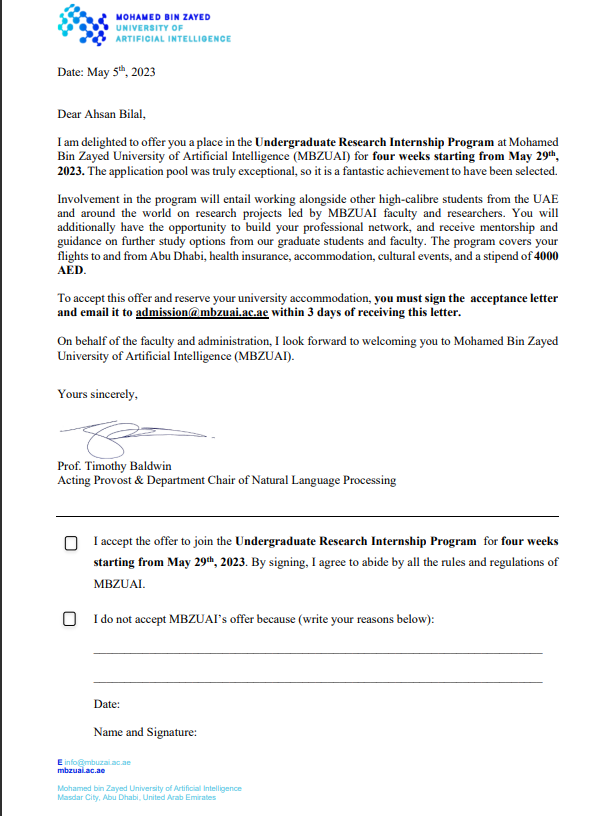 MOHAMED BIN ZAYED
UNIVERSITY OF
ARTIFICIAL INTELLIGENCE
Date: May 5th, 2023
Dear Ahsan Bilal,
I am delighted to offer you a place in the Undergraduate Research Internship Program at Mohamed
Bin Zayed University of Artificial Intelligence (MBZUAI) for four weeks starting from May 29th,
2023. The application pool was truly exceptional, so it is a fantastic achievement to have been selected.
Involvement in the program will entail working alongside other high-calibre students from the UAE
and around the world on research projects led by MBZUAI faculty and researchers. You will
additionally have the opportunity to build your professional network, and receive mentorship and
guidance on further study options from our graduate students and faculty. The program covers your
flights to and from Abu Dhabi, health insurance, accommodation, cultural events, and a stipend of 4000
AED.
To accept this offer and reserve your university accommodation, you must sign the acceptance letter
and email it to admission@mbzuai.ac.ae within 3 days of receiving this letter.
On behalf of the faculty and administration, I look forward to welcoming you to Mohamed Bin Zayed
University of Artificial Intelligence (MBZUAI).
Yours sincerely,
Prof. Timothy Baldwin
Acting Provost & Department Chair of Natural Language Processing
I accept the offer to join the Undergraduate Research Internship Program for four weeks
starting from May 29th, 2023. By signing, I agree to abide by all the rules and regulations of
MBZUAI.
I do not accept MBZUAI's offer because (write your reasons below):
Date:
Name and Signature:
E info@mbuzai.ac.ae
mbzuai.ac.ae
Mohamed bin Zayed University of Artificial Intelligence
Masdar City, Abu Dhabi, United Arab Emirates